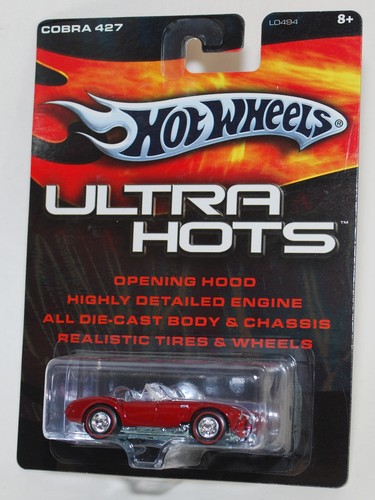 COBRA 427
L0494
8+
HOT WHEELS®
ULTRA
HOTS™
OPENING HOOD
HIGHLY DETAILED ENGINE
ALL DIE-CAST BODY & CHASSIS
REALISTIC TIRES & WHEELS